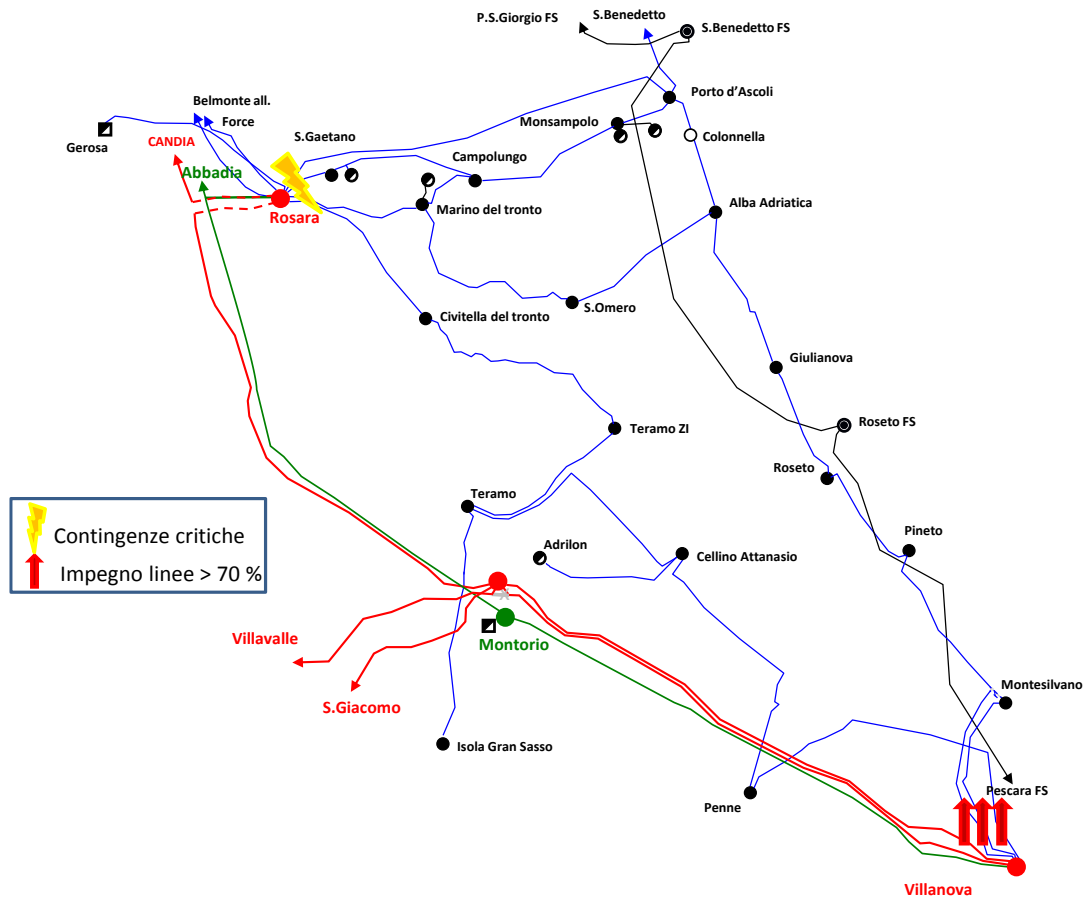 P.S.Giorgio FS
S.Benedetto
S.Benedetto FS
Belmonte all.
Force
Porto d'Ascoli
Monsampolo
Colonnella
S.Gaetano
Gerosa
CANDIA
Campolungo
Abbadia
Rosara
Marino del tronto
Alba Adriatica
S.Omero
Civitella del tronto
Giulianova
Teramo ZI
Roseto FS
Roseto
Teramo
Contingenze critiche
Impegno linee > 70 %
Pineto
Adrilon
Cellino Attanasio
Villavalle
Montorio
S.Giacomo
Montesilvano
Isola Gran Sasso
Penne
Pescara FS
Villanova